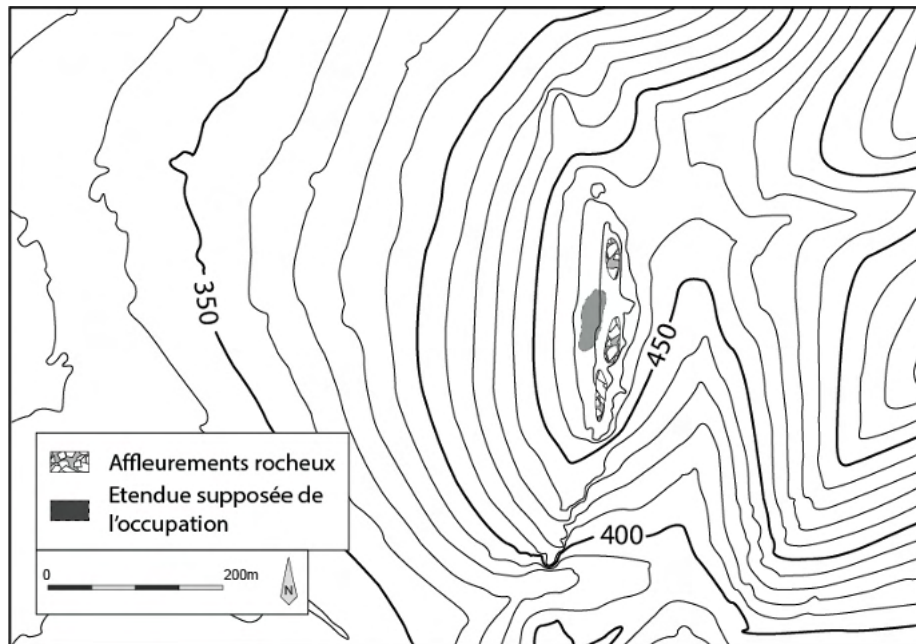 350
450
400
Affleurements rocheux
Etendue supposée de
l'occupation
0 200m
N